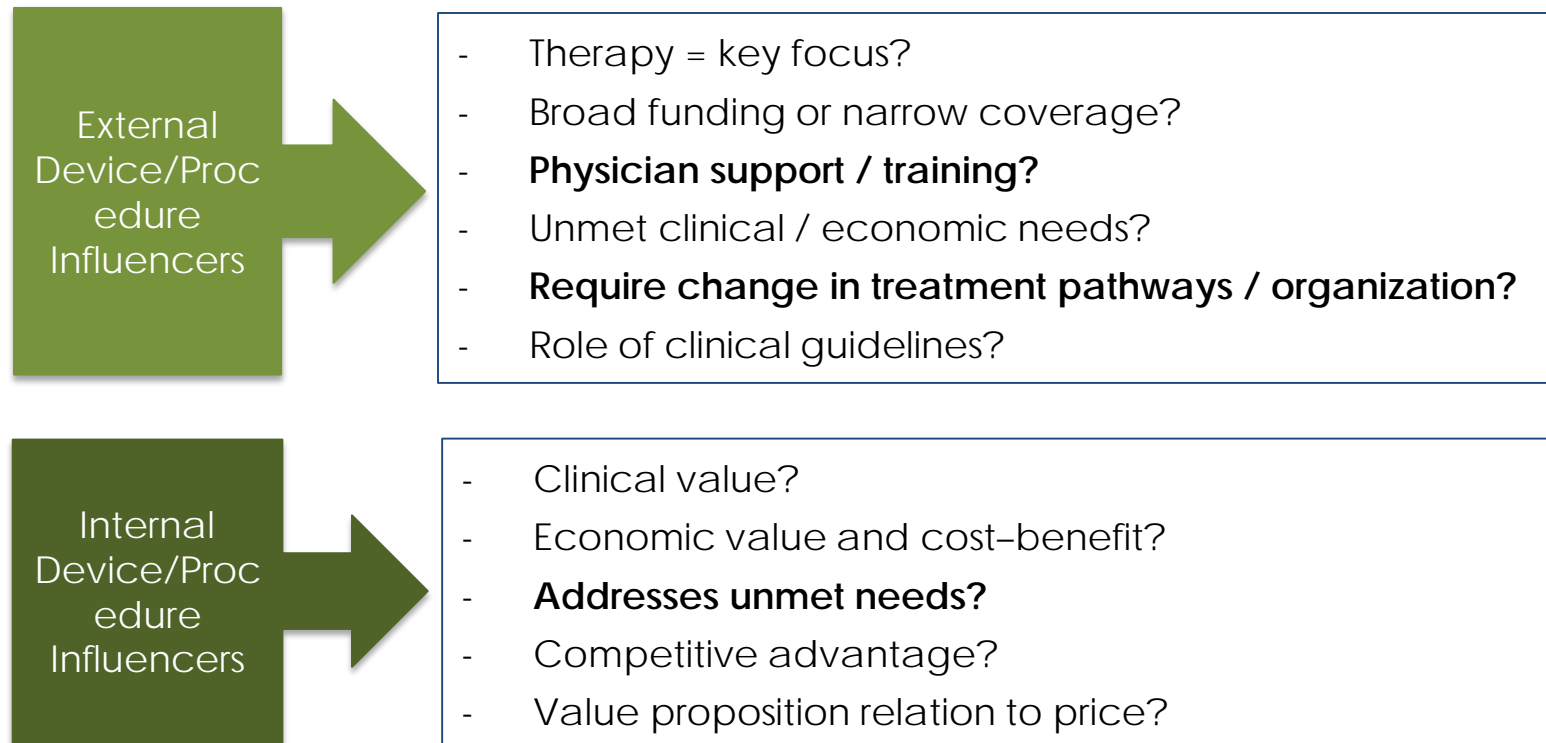 External
Device/Proc
edure
Influencers
- Therapy = key focus?
- Broad funding or narrow coverage?
- Physician support / training?
- Unmet clinical / economic needs?
- Require change in treatment pathways / organization?
- Role of clinical guidelines?
Internal
Device/Proc
edure
Influencers
- Clinical value?
- Economic value and cost–benefit?
- Addresses unmet needs?
- Competitive advantage?
- Value proposition relation to price?